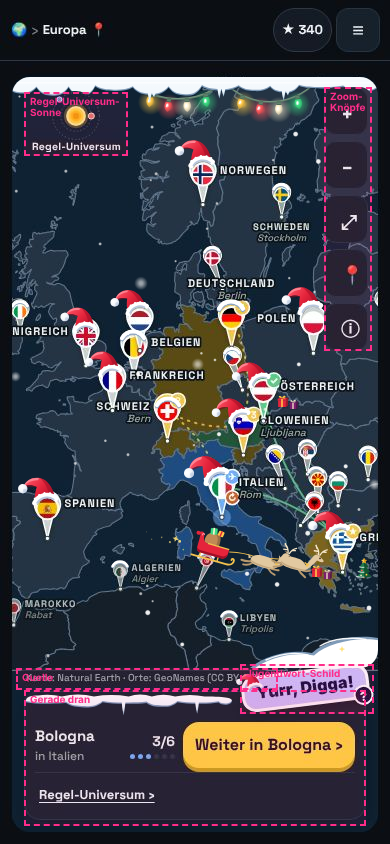 > Europa
★ 340
Regel-Universum-
Sonne
Regel-Universum
Zoom-
Knöpfe
NORWEGEN
SCHWEDEN
Stockholm
DEUTSCHLAND
Berlin
POLEN
NIGREICH
BELGIEN
FRANKREICH
ÖSTERREICH
SCHWEIZ
Bern
SLOWENIEN
Ljubljana
ITALIEN
Rom
SPANIEN
GRI
ALGERIEN
Algier
MAROKKO
Rabat
LIBYEN
Tripolis
Natural Earth · Orte: GeoNames (CC BY
Jugendwort-Schild
Yurr, Digga!
?
Gerade dran
Bologna
in Italien
3/6
Weiter in Bologna >
Regel-Universum >